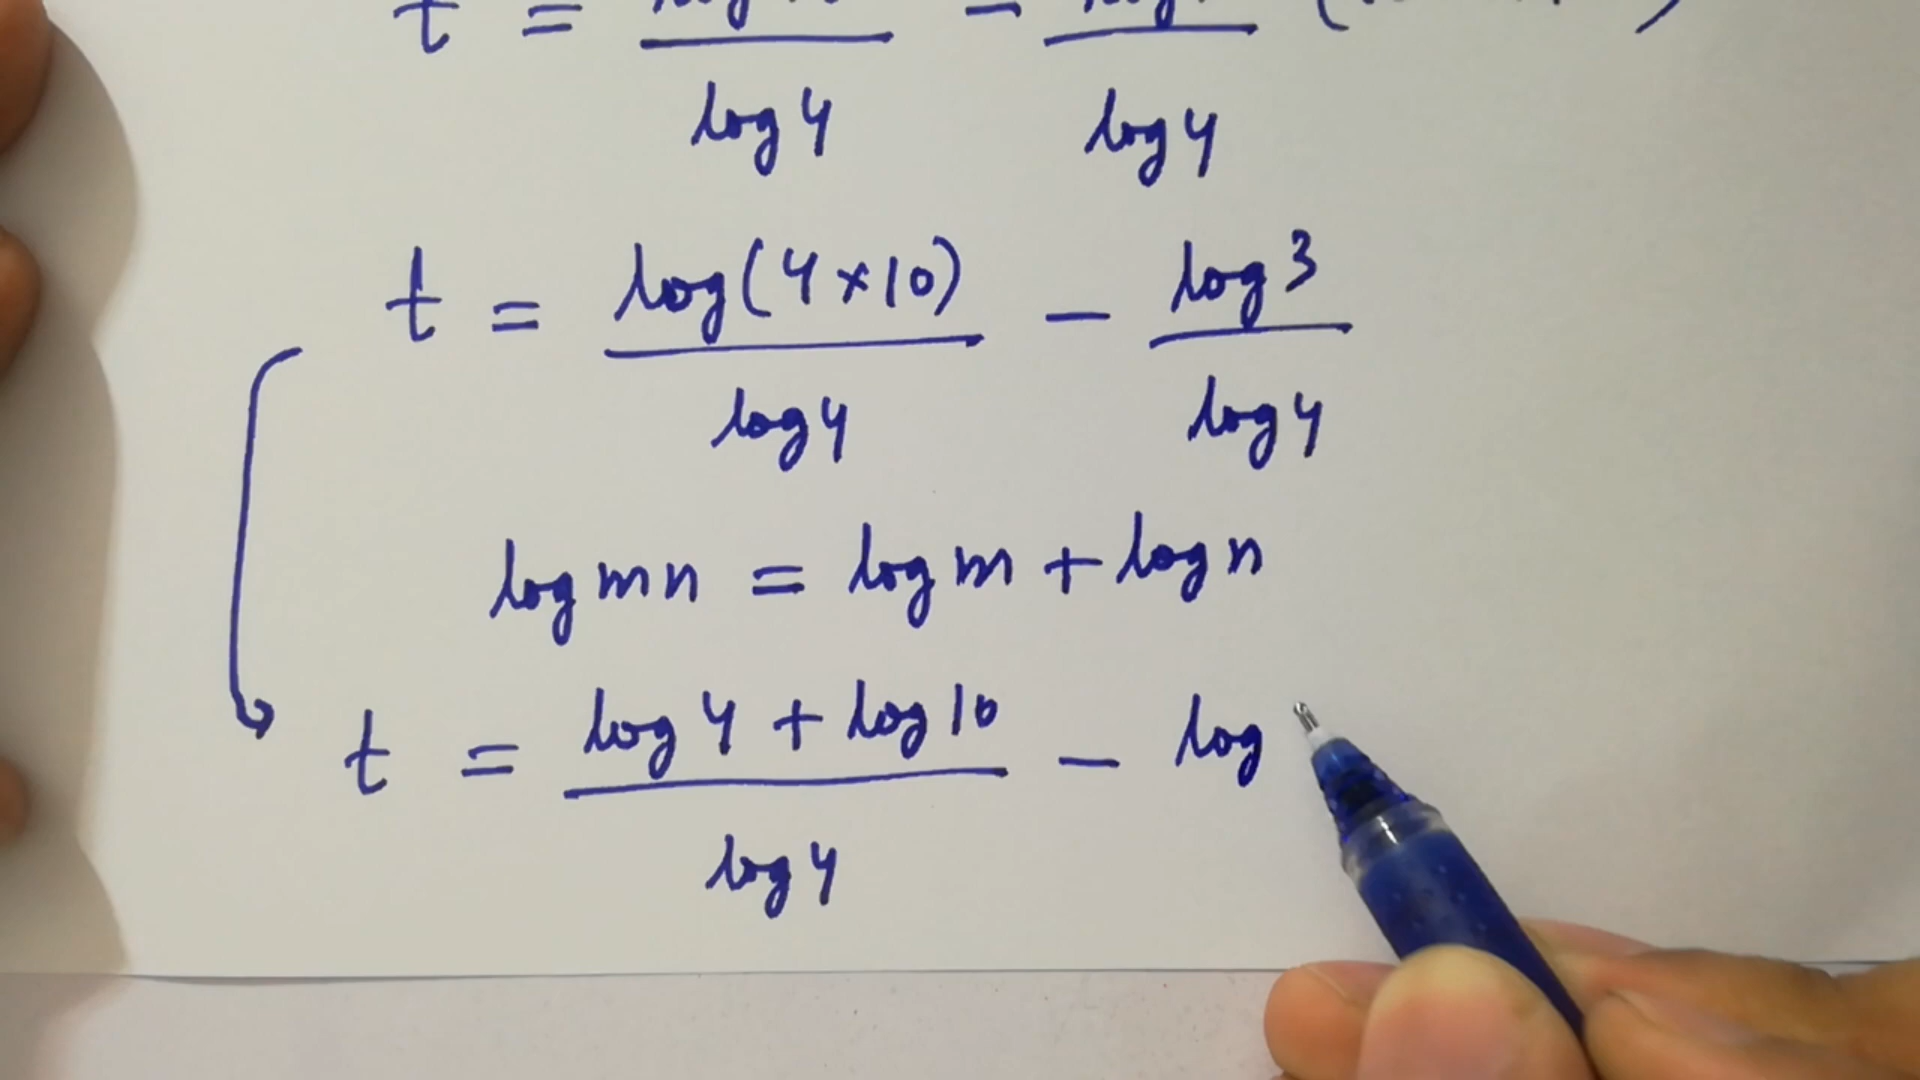 t = — log 4 - — log 4
t = log(4×10) / log 4 - log 3 / log 4
log mn = log m + log n
t = log 4 + log 10 / log 4 - log